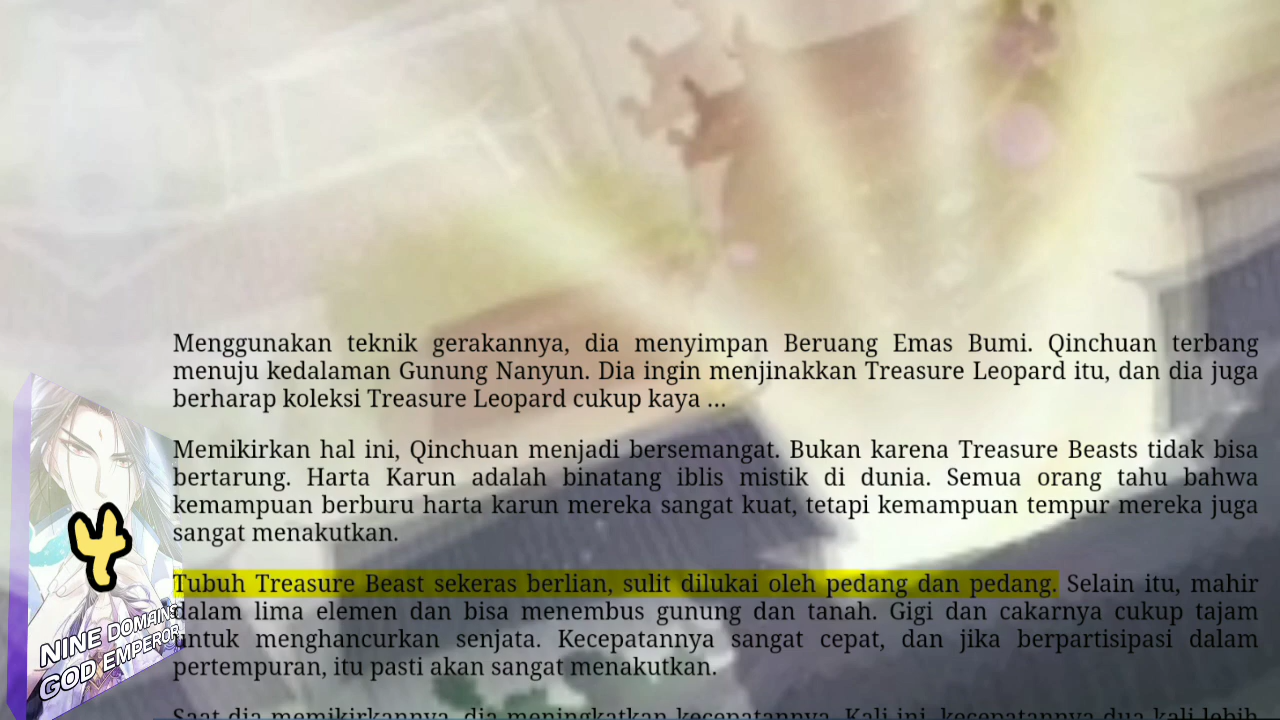 Menggunakan teknik gerakannya, dia menyimpan Beruang Emas Bumi. Qinchuan terbang
menuju kedalaman Gunung Nanyun. Dia ingin menjinakkan Treasure Leopard itu, dan dia juga
berharap koleksi Treasure Leopard cukup kaya ...
Memikirkan hal ini, Qinchuan menjadi bersemangat. Bukan karena Treasure Beasts tidak bisa
bertarung. Harta Karun adalah binatang iblis mistik di dunia. Semua orang tahu bahwa
kemampuan berburu harta karun mereka sangat kuat, tetapi kemampuan tempur mereka juga
sangat menakutkan.
Tubuh Treasure Beast sekeras berlian, sulit dilukai oleh pedang dan pedang. Selain itu, mahir
dalam lima elemen dan bisa menembus gunung dan tanah. Gigi dan cakarnya cukup tajam
untuk menghancurkan senjata. Kecepatannya sangat cepat, dan jika berpartisipasi dalam
pertempuran, itu pasti akan sangat menakutkan.
Saat dia memikirkannya, dia meningkatkan kecepatannya. Kali ini, kecepatannya dua kali lebih
NINE DOMAINS
GOD EMPEROR